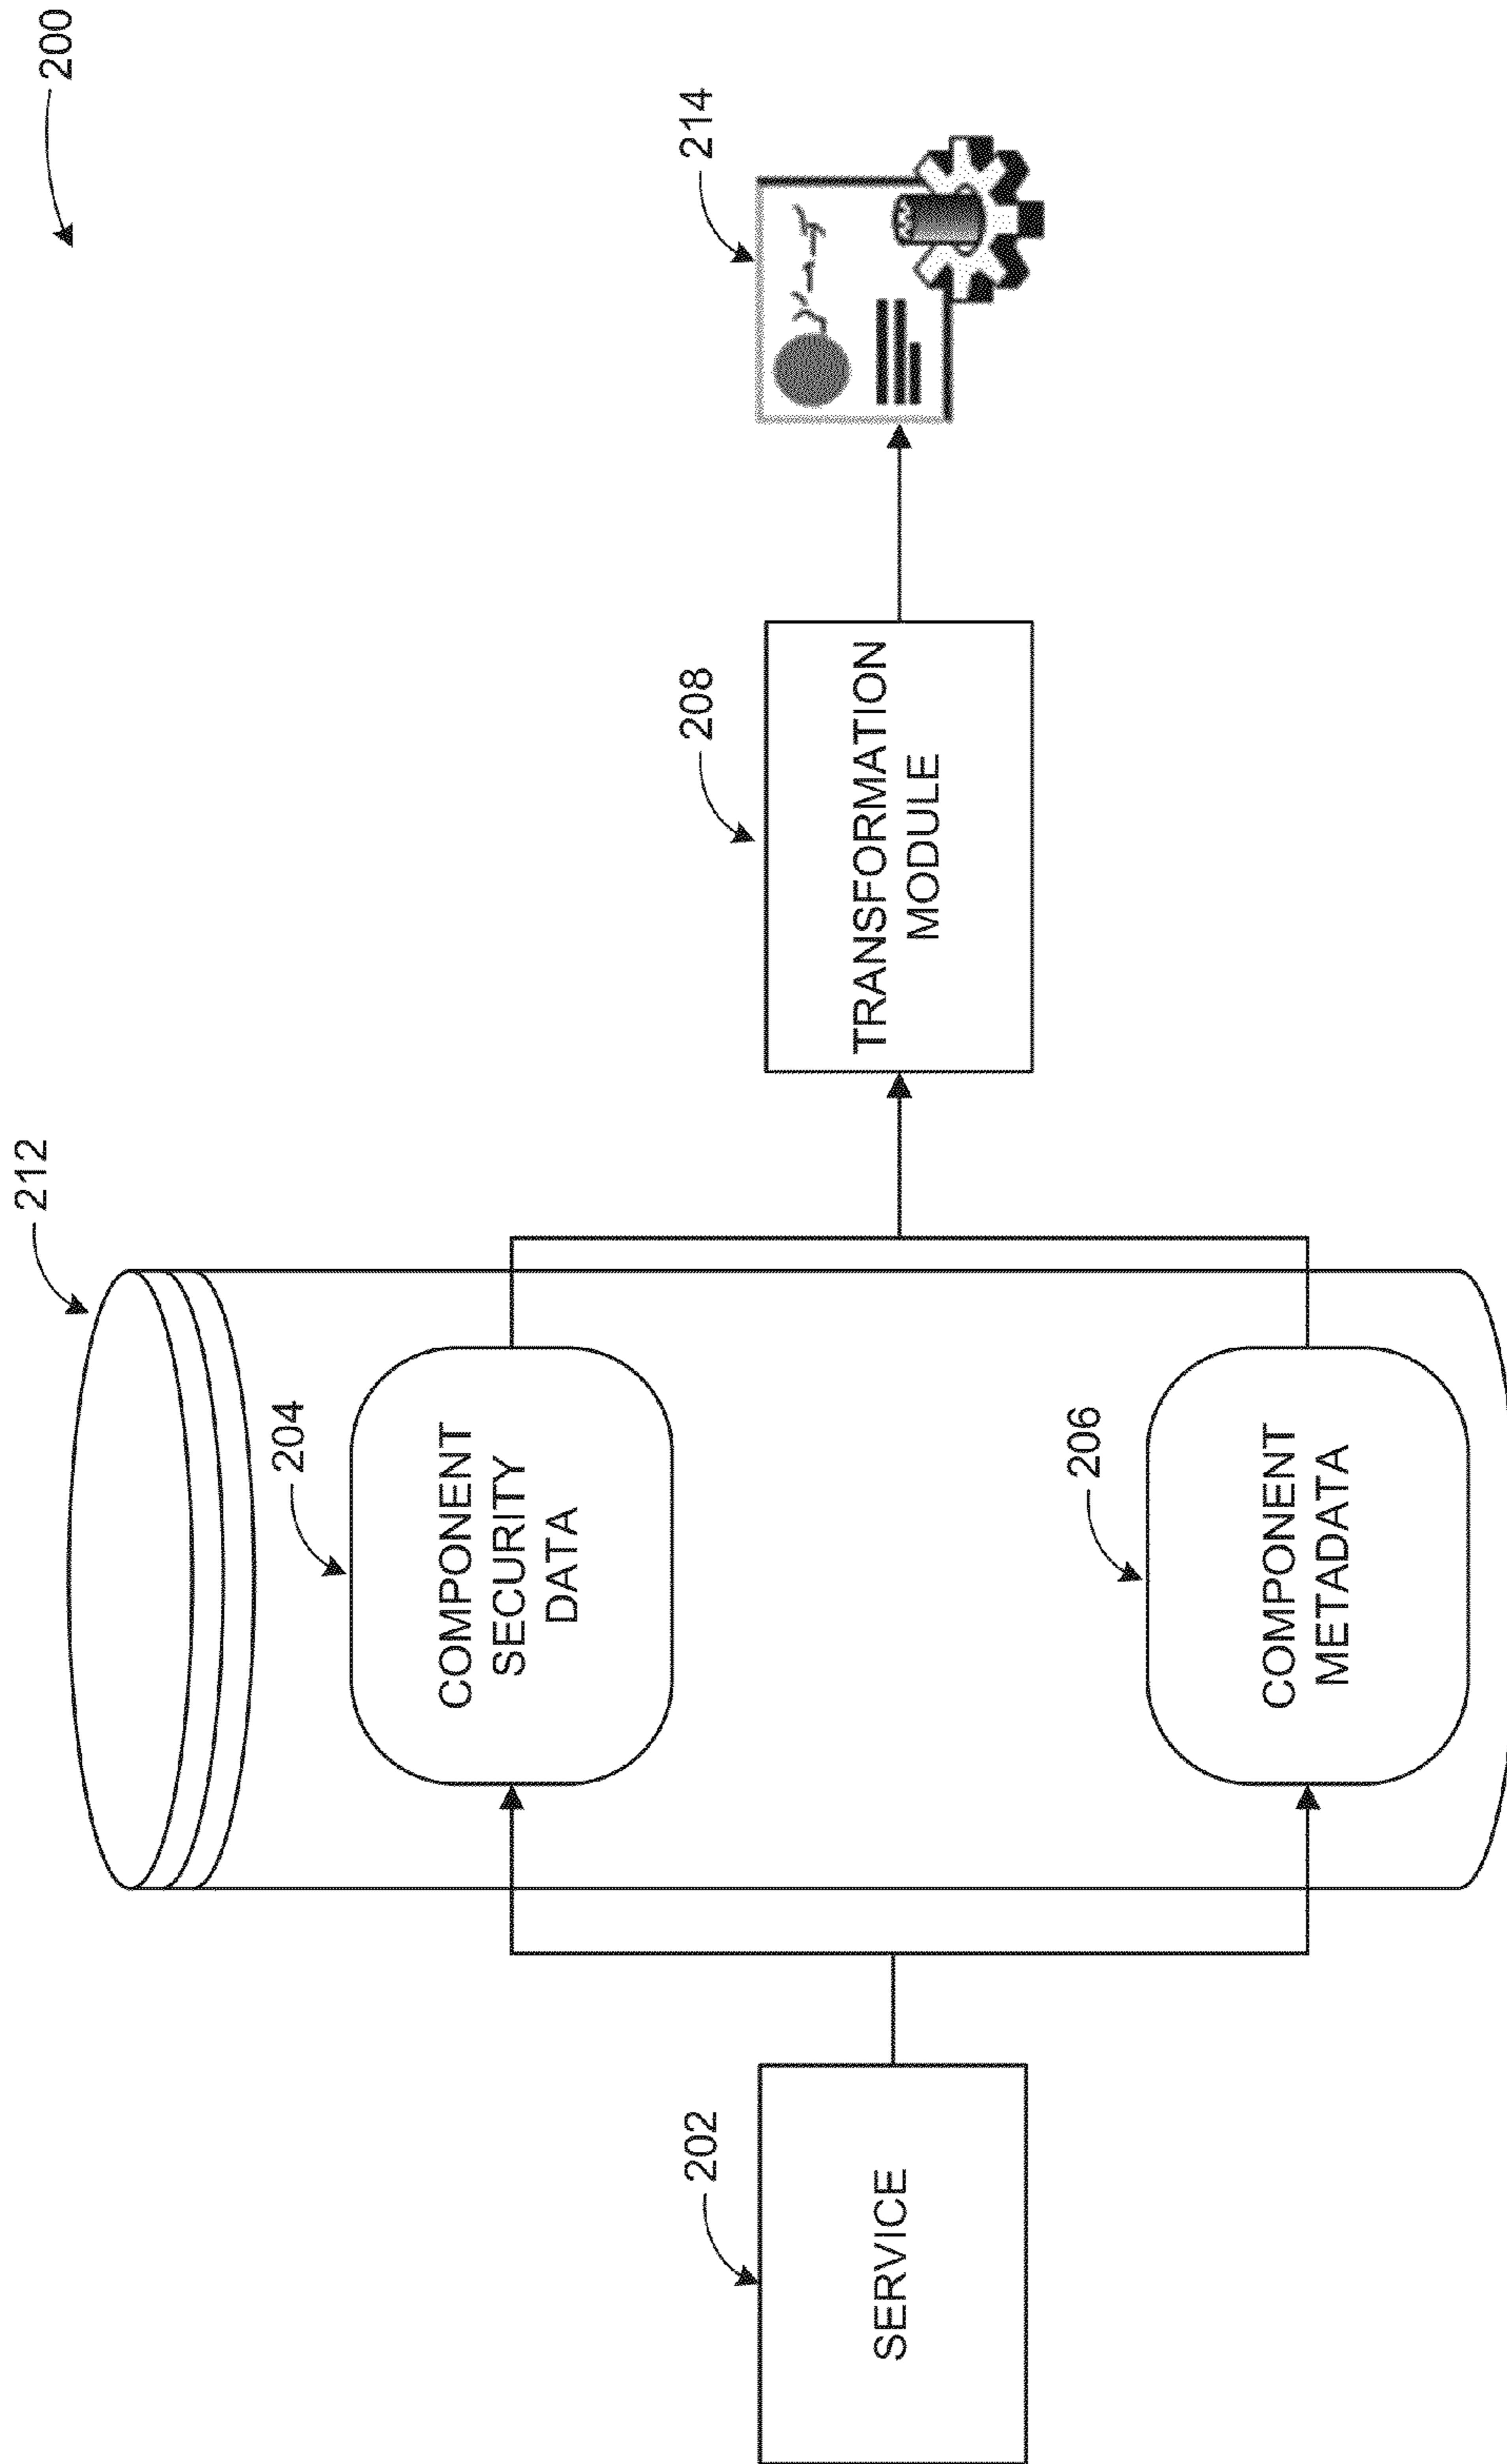 200
212
204
COMPONENT
SECURITY
DATA
206
COMPONENT
METADATA
202
SERVICE
208
TRANSFORMATION
MODULE
214